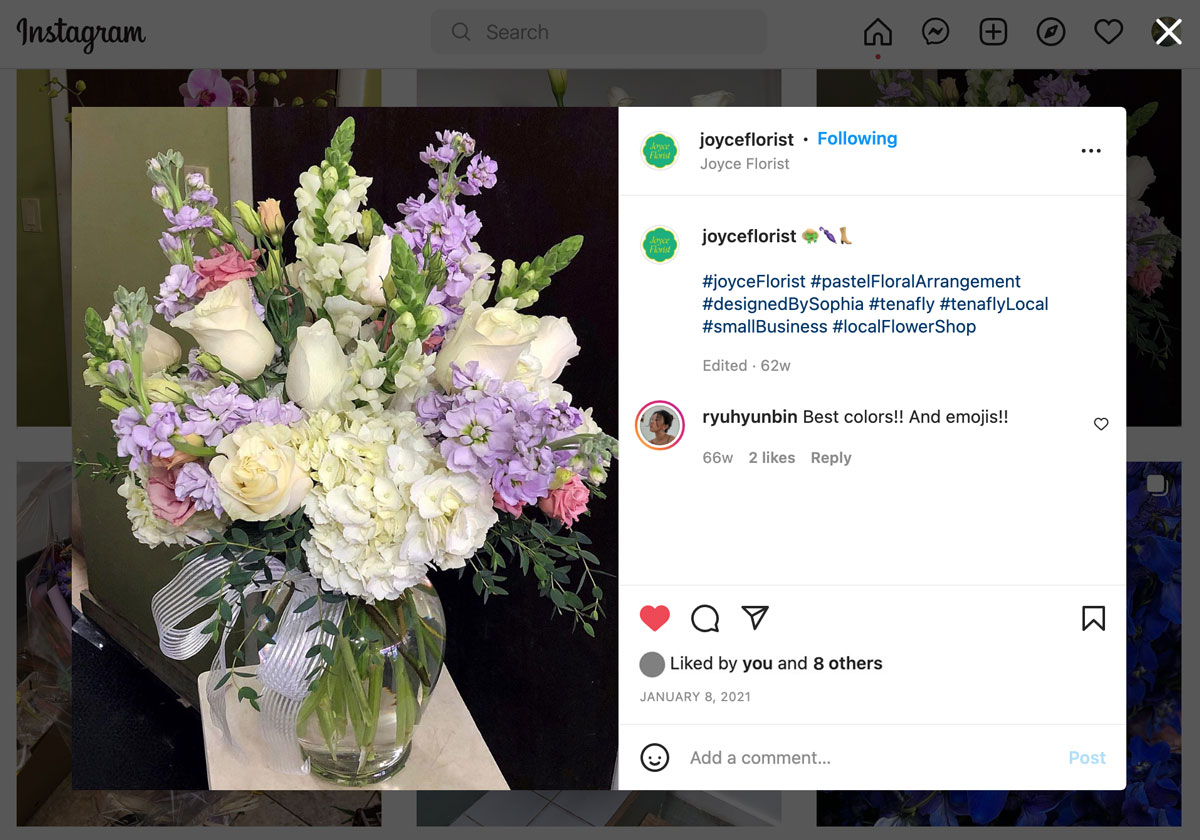 Instagram
Search
joyceflorist • Following
Joyce Florist
Joyce
Florist
joyceflorist
Joyce
Florist
#joyceFlorist #pastelFloralArrangement
#designedBySophia #tenafly #tenaflyLocal
#smallBusiness #localFlowerShop
Edited · 62w
ryuhyunbin Best colors!! And emojis!!
66w 2 likes Reply
Liked by you and 8 others
JANUARY 8, 2021
Add a comment... Post